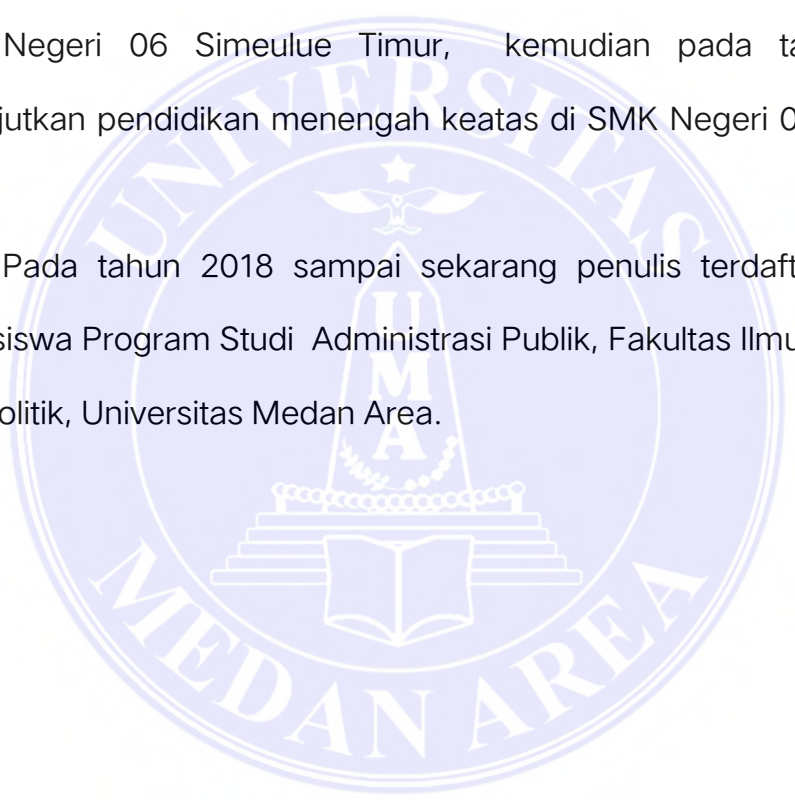 Negeri 06 Simeulue Timur, kemudian pada ta
jutkan pendidikan menengah keatas di SMK Negeri 0
Pada tahun 2018 sampai sekarang penulis terdaft
siswa Program Studi Administrasi Publik, Fakultas Ilmu
olitik, Universitas Medan Area.
UNIVERSITAS
UMA
MEDAN AREA